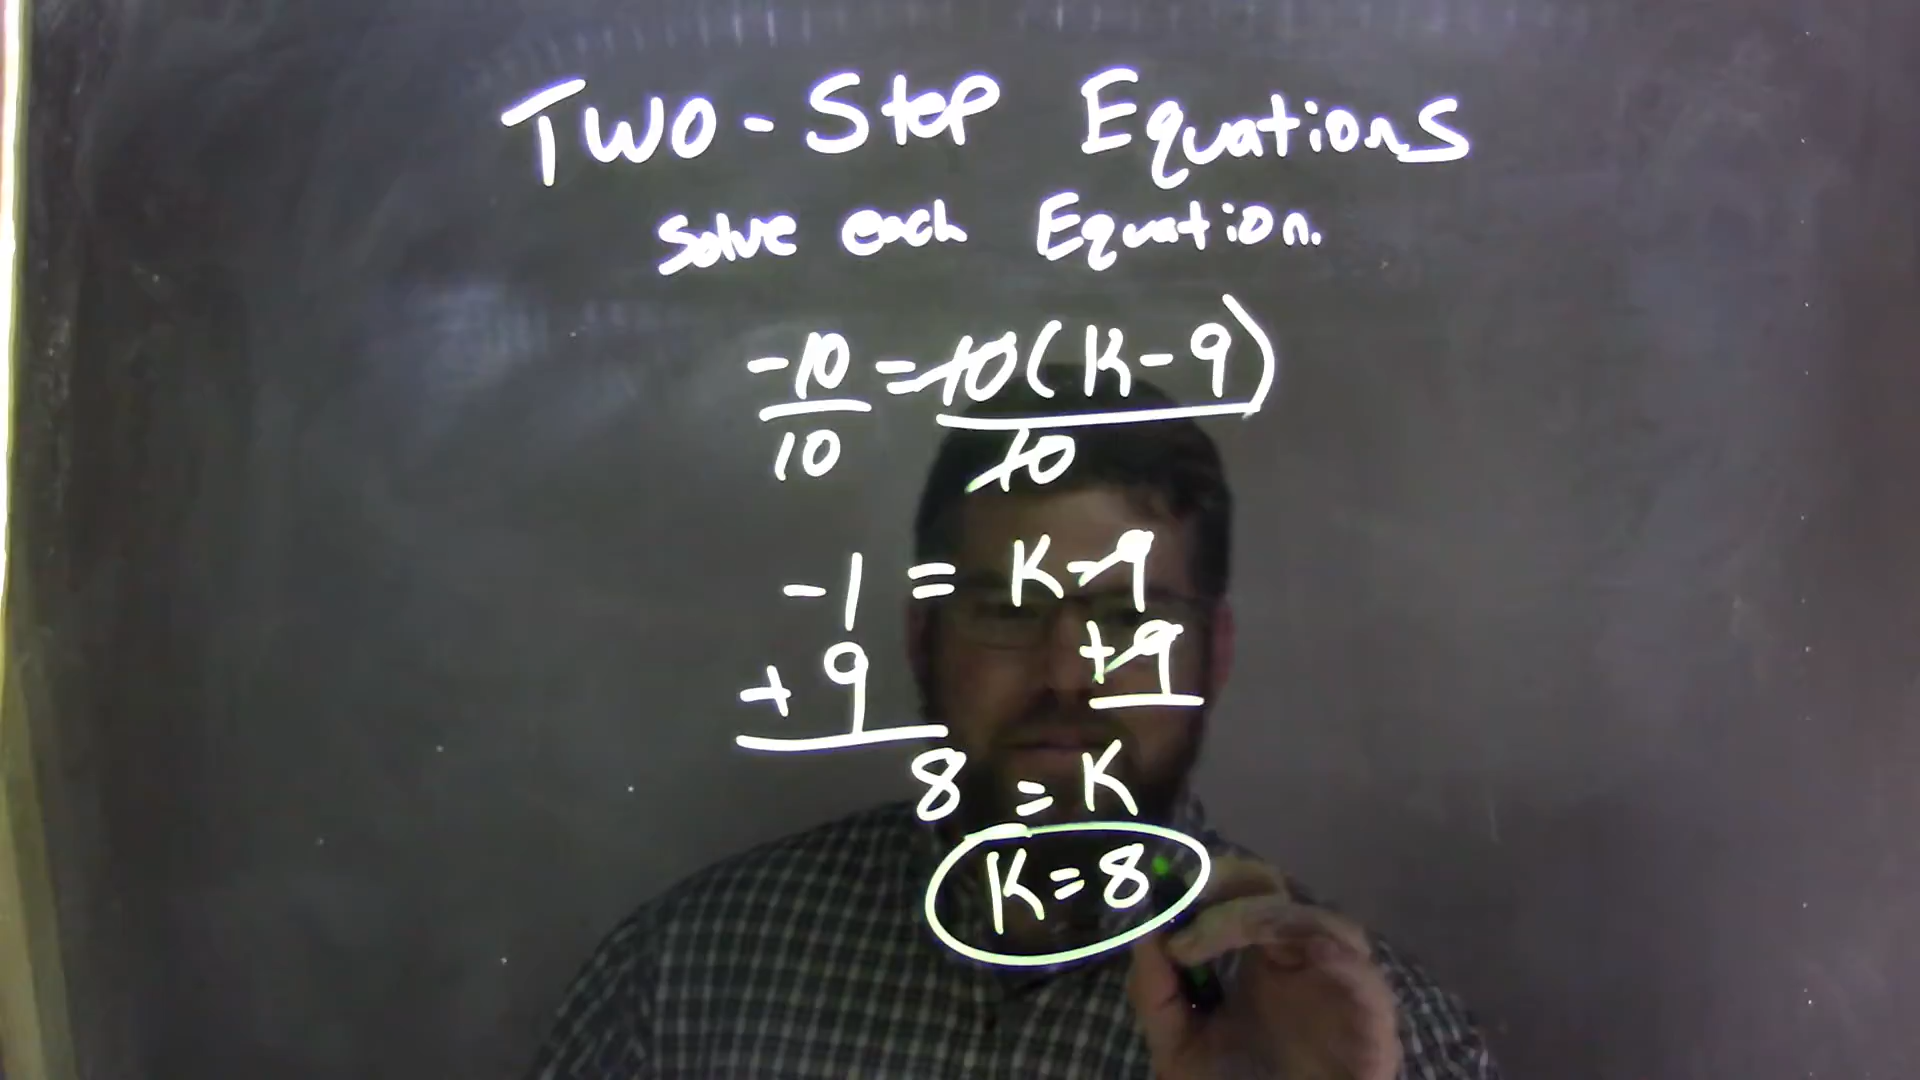 Two-Step Equations
Solve each Equation.
-10 = 10(K-9)
10 10
-1 = K-9
+9 +9
8 = K
K=8